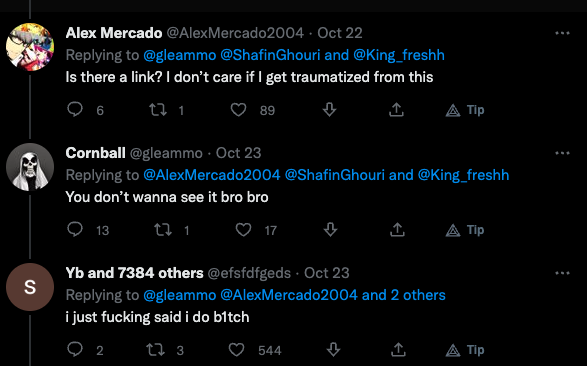 Alex Mercado @AlexMercado2004 · Oct 22
Replying to @gleammo @ShafinGhouri and @King_freshh
Is there a link? I don’t care if I get traumatized from this
6 1 89 Tip
Cornball @gleammo · Oct 23
Replying to @AlexMercado2004 @ShafinGhouri and @King_freshh
You don’t wanna see it bro bro
13 1 17 Tip
S
Yb and 7384 others @efsfdfgeds · Oct 23
Replying to @gleammo @AlexMercado2004 and 2 others
i just fucking said i do b1tch
2 3 544 Tip